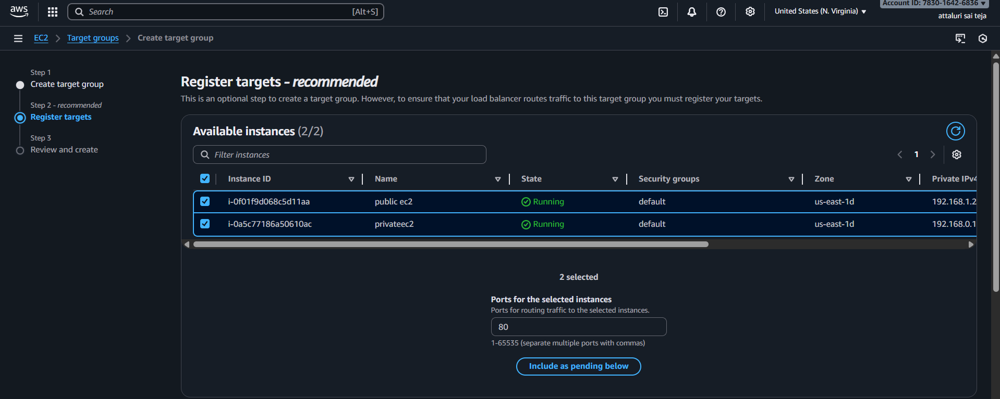 aws
Search [Alt+S]
United States (N. Virginia)
Account ID: 7830-1642-6836
attaluri sai teja
EC2 Target groups Create target group
Step 1
Create target group
Step 2 - recommended
Register targets
Step 3
Review and create
Register targets - recommended
This is an optional step to create a target group. However, to ensure that your load balancer routes traffic to this target group you must register your targets.
Available instances (2/2)
Filter instances
1
Instance ID Name State Security groups Zone Private IPv4
i-0f01f9d068c5d11aa public ec2 Running default us-east-1d 192.168.1.2
i-0a5c77186a50610ac privateec2 Running default us-east-1d 192.168.0.1
2 selected
Ports for the selected instances
Ports for routing traffic to the selected instances.
80
1-65535 (separate multiple ports with commas)
Include as pending below